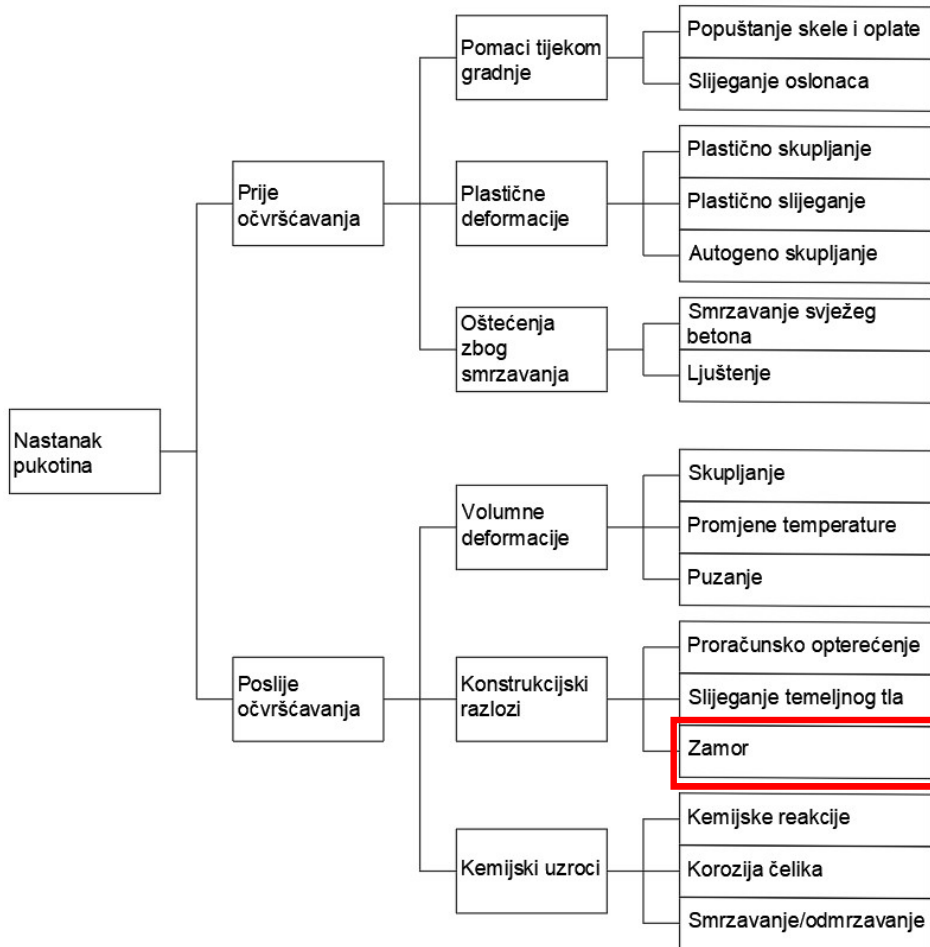 Popuštanje skele i oplate
Pomaci tijekom
gradnje
Slijeganje oslonaca
Plastično skupljanje
Prije
očvršćavanja
Plastične
deformacije
Plastično slijeganje
Autogeno skupljanje
Oštećenja
zbog
smrzavanja
Smrzavanje svježeg
betona
Ljuštenje
Nastanak
pukotina
Skupljanje
Volumne
deformacije
Promjene temperature
Puzanje
Proračunsko opterećenje
Poslije
očvršćavanja
Konstrukcijski
razlozi
Slijeganje temeljnog tla
Zamor
Kemijske reakcije
Kemijski uzroci
Korozija čelika
Smrzavanje/odmrzavanje